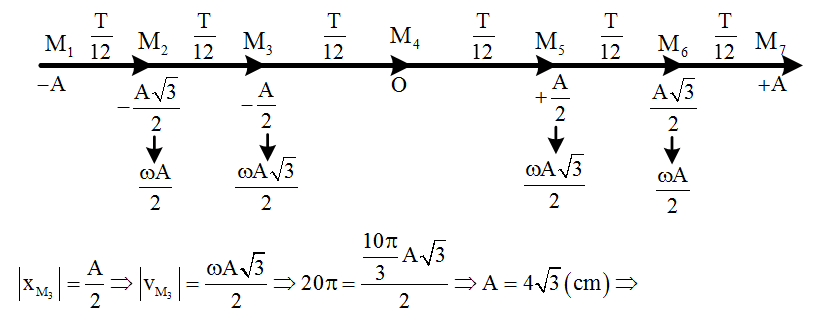 T/12 T/12 T/12 T/12 T/12 T/12
M₁ M₂ M₃ M₄ M₅ M₆ M₇
−A −A√3/2 −A/2 O +A/2 A√3/2 +A
ωA/2 ωA√3/2 ωA√3/2 ωA/2
|x_M₃| = A/2 ⇒ |v_M₃| = ωA√3/2 ⇒ 20π = (10π/3 A√3)/2 ⇒ A = 4√3 (cm) ⇒